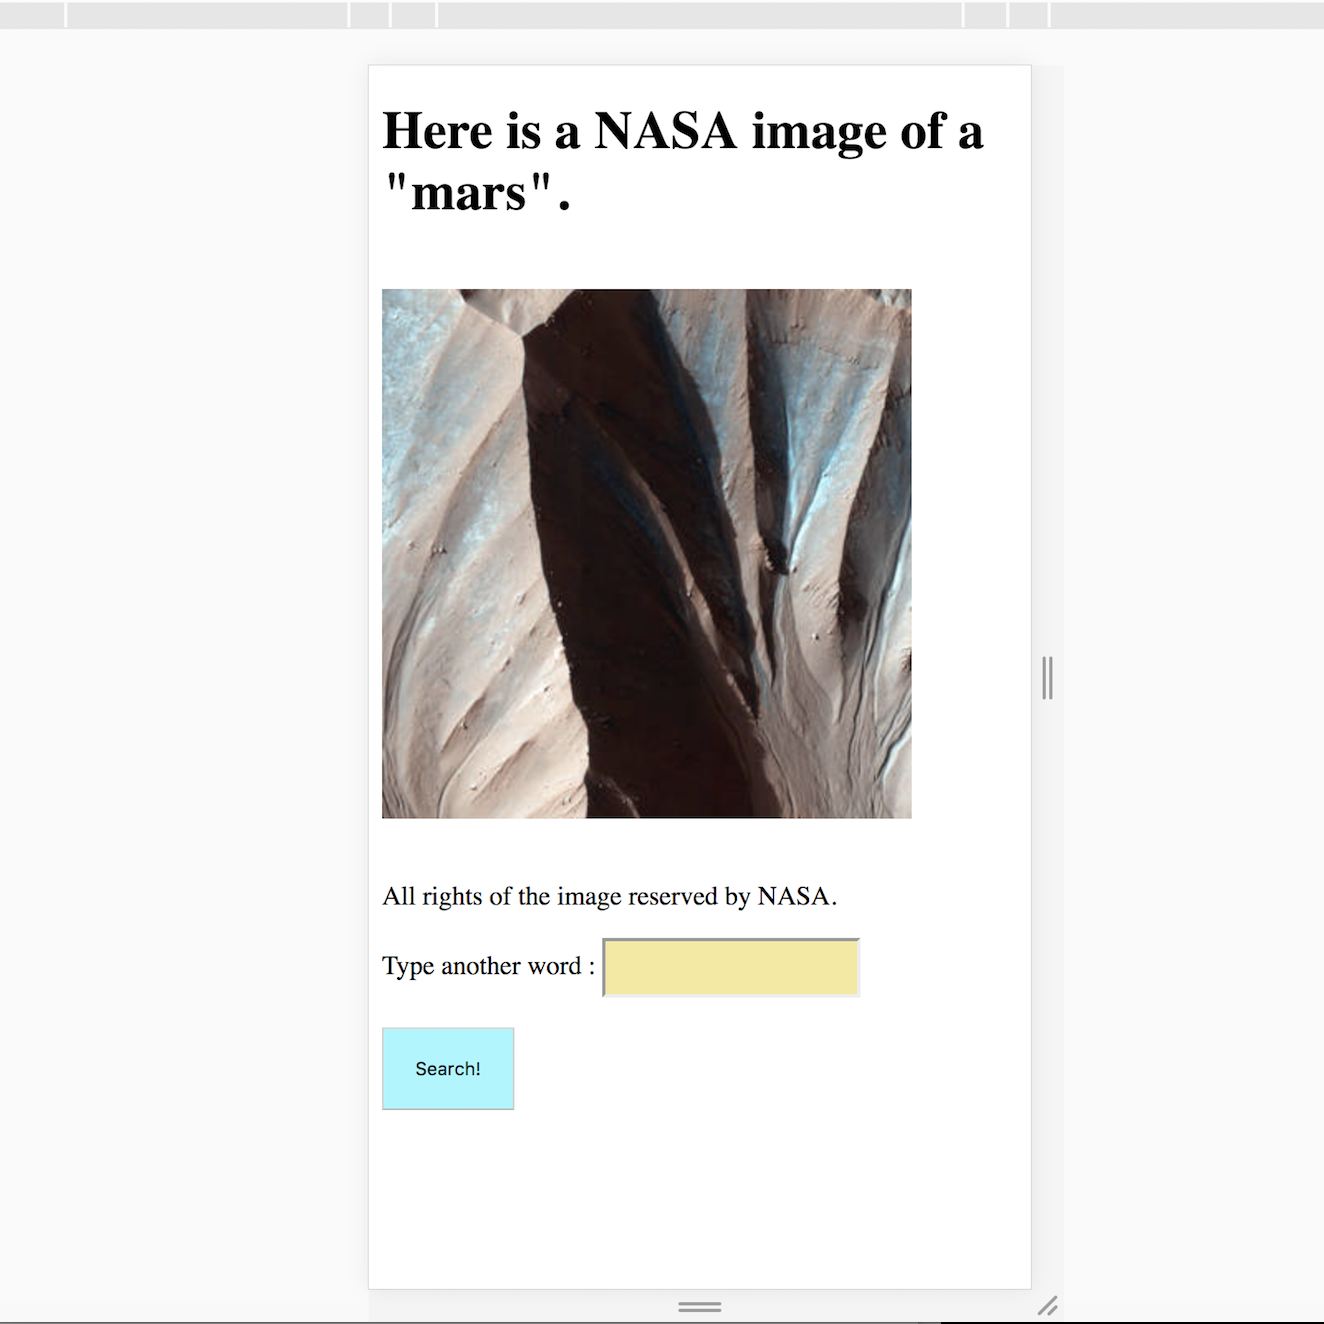 Here is a NASA image of a
"mars".
All rights of the image reserved by NASA.
Type another word :
Search!